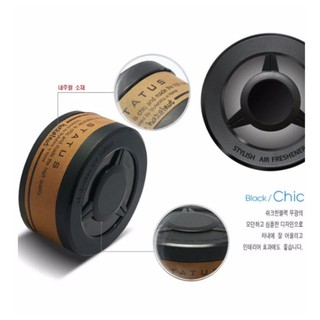 내추럴 소재
STATUS
STATUS
STYLISH AIR FRESHENER
Black / Chic
쉬크한블랙 무광의
모던하고 심플한 디자인으로
차내에 잘 어울리고
인테리어 효과에도 좋습니다.